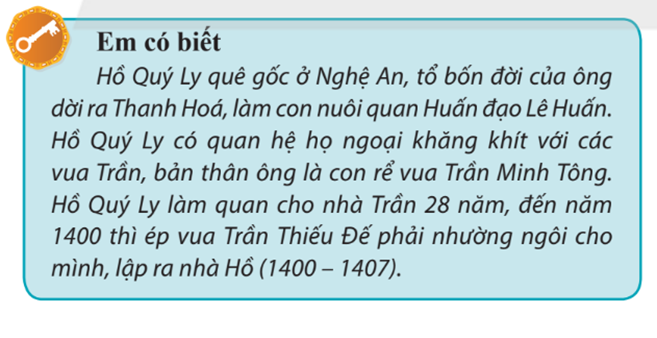 Em có biết
Hồ Quý Ly quê gốc ở Nghệ An, tổ bốn đời của ông
dời ra Thanh Hoá, làm con nuôi quan Huấn đạo Lê Huấn.
Hồ Quý Ly có quan hệ họ ngoại khăng khít với các
vua Trần, bản thân ông là con rể vua Trần Minh Tông.
Hồ Quý Ly làm quan cho nhà Trần 28 năm, đến năm
1400 thì ép vua Trần Thiếu Đế phải nhường ngôi cho
mình, lập ra nhà Hồ (1400 – 1407).